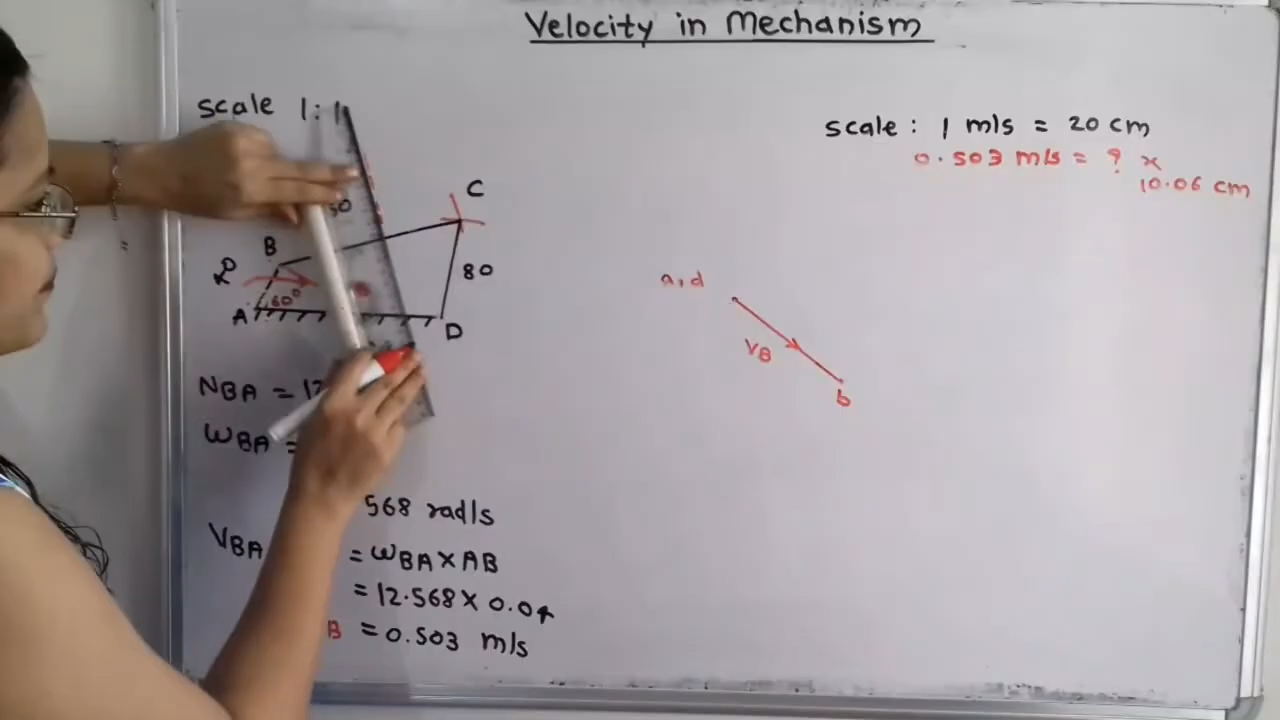 Velocity in Mechanism
scale 1:1
scale : 1 m/s = 20 cm
0.503 m/s = ? x
10.06 cm
C
B
80
60°
A
D
a,d
VB
b
NBA = 12
ωBA =
568 rad/s
VBA
= ωBA × AB
= 12.568 × 0.04
B = 0.503 m/s